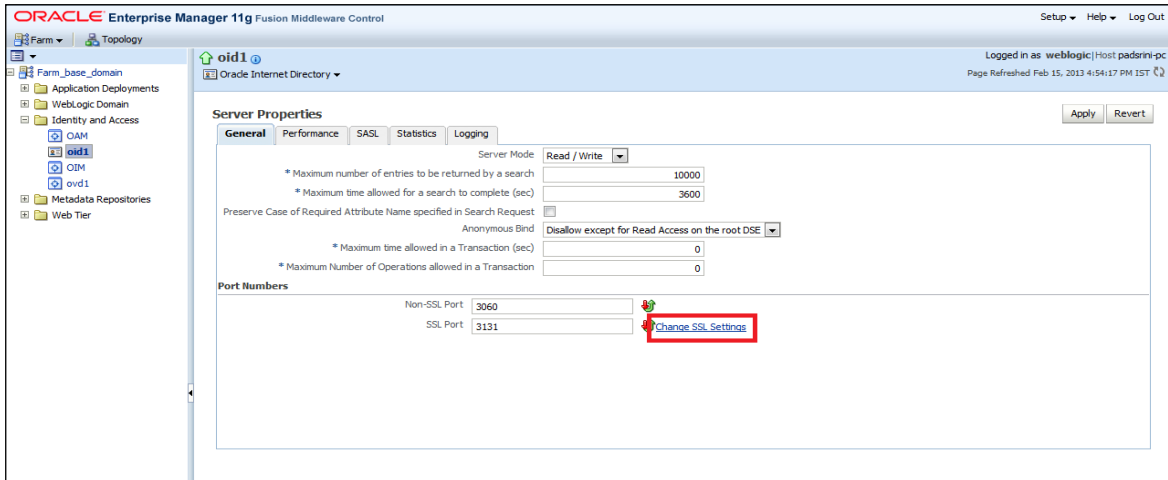 ORACLE Enterprise Manager 11g Fusion Middleware Control
Setup Help Log Out
Farm Topology
oid1
Logged in as weblogic|Host padsrini-pc
Oracle Internet Directory
Page Refreshed Feb 15, 2013 4:54:17 PM IST
Farm_base_domain
Application Deployments
WebLogic Domain
Identity and Access
OAM
oid1
OIM
ovd1
Metadata Repositories
Web Tier
Server Properties
Apply Revert
General Performance SASL Statistics Logging
Server Mode Read / Write
* Maximum number of entries to be returned by a search 10000
* Maximum time allowed for a search to complete (sec) 3600
Preserve Case of Required Attribute Name specified in Search Request
Anonymous Bind Disallow except for Read Access on the root DSE
* Maximum time allowed in a Transaction (sec) 0
* Maximum Number of Operations allowed in a Transaction 0
Port Numbers
Non-SSL Port 3060
SSL Port 3131 Change SSL Settings